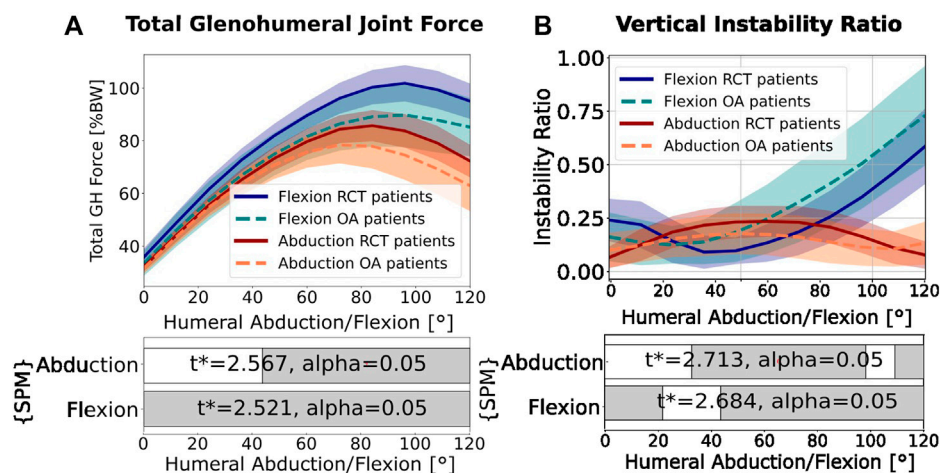 A Total Glenohumeral Joint Force
Total GH Force [%BW]
100
80
60
40
Flexion RCT patients
Flexion OA patients
Abduction RCT patients
Abduction OA patients
0 20 40 60 80 100 120
Humeral Abduction/Flexion [°]
{SPM}
Abduction t*=2.567, alpha=0.05
Flexion t*=2.521, alpha=0.05
0 20 40 60 80 100 120
Humeral Abduction/Flexion [°]
B Vertical Instability Ratio
Instability Ratio
1.00
0.75
0.50
0.25
0.00
Flexion RCT patients
Flexion OA patients
Abduction RCT patients
Abduction OA patients
0 20 40 60 80 100 120
Humeral Abduction/Flexion [°]
{SPM}
Abduction t*=2.713, alpha=0.05
Flexion t*=2.684, alpha=0.05
0 20 40 60 80 100 120
Humeral Abduction/Flexion [°]